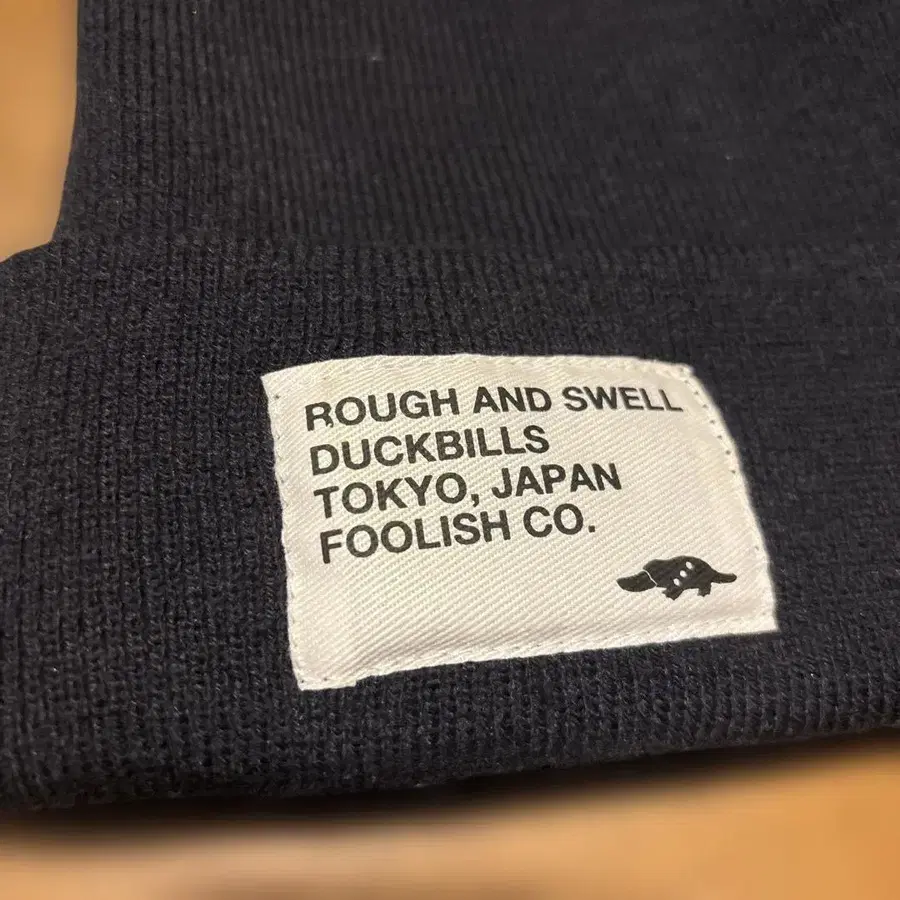 ROUGH AND SWELL
DUCKBILLS
TOKYO, JAPAN
FOOLISH CO.